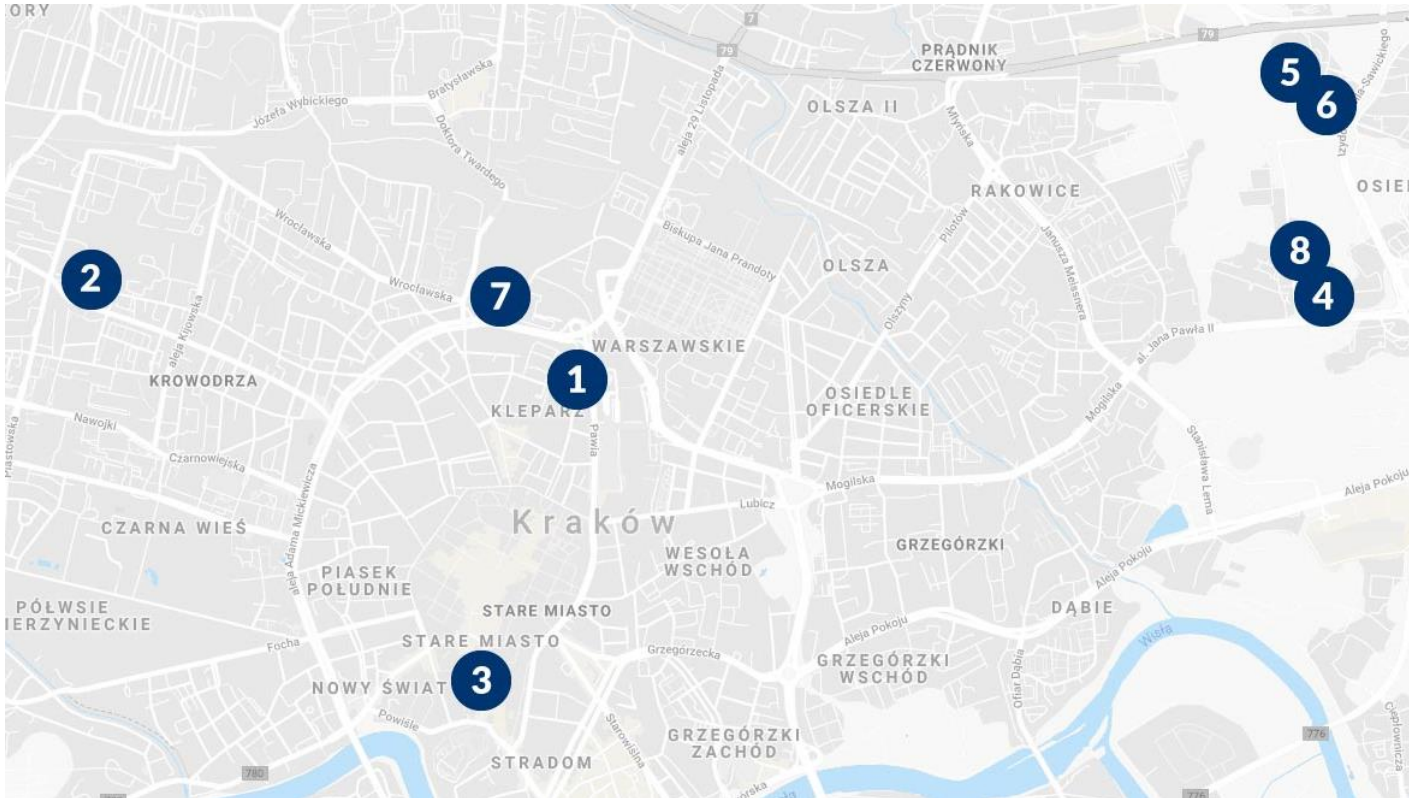 ORY
7
79
79
PRĄDNIK
CZERWONY
5
6
Bratysławska
Józefa Wybickiego
Doktora Twardego
aleja 29 Listopada
OLSZA II
Młyńska
RAKOWICE
OSIE
Wrocławska
Biskupa Jana Prandoty
Pilotów
Janusza Meissnera
2
Wrocławska
7
OLSZA
8
4
aleja Kijowska
Olszyny
al. Jana Pawła II
WARSZAWSKIE
KROWODRZA
1
KLEPARZ
OSIEDLE
OFICERSKIE
Mogilska
Nawojki
Piastowska
Czarnowiejska
Pawia
Stanisława Lema
aleja Adama Mickiewicza
Mogilska
Lubicz
Aleja Pokoju
CZARNA WIEŚ
Kraków
WESOŁA
WSCHÓD
GRZEGÓRZKI
Aleja Pokoju
PIASEK
POŁUDNIE
PÓŁWSIE
IERZYNIECKIE
STARE MIASTO
DĄBIE
Focha
STARE MIASTO
Grzegórzecka
Aleja Pokoju
Wisła
GRZEGÓRZKI
WSCHÓD
Ofiar Dąbia
NOWY ŚWIAT
3
Powiśle
Starowiślna
GRZEGÓRZKI
ZACHÓD
STRADOM
780
776
776
Ciepłownicza